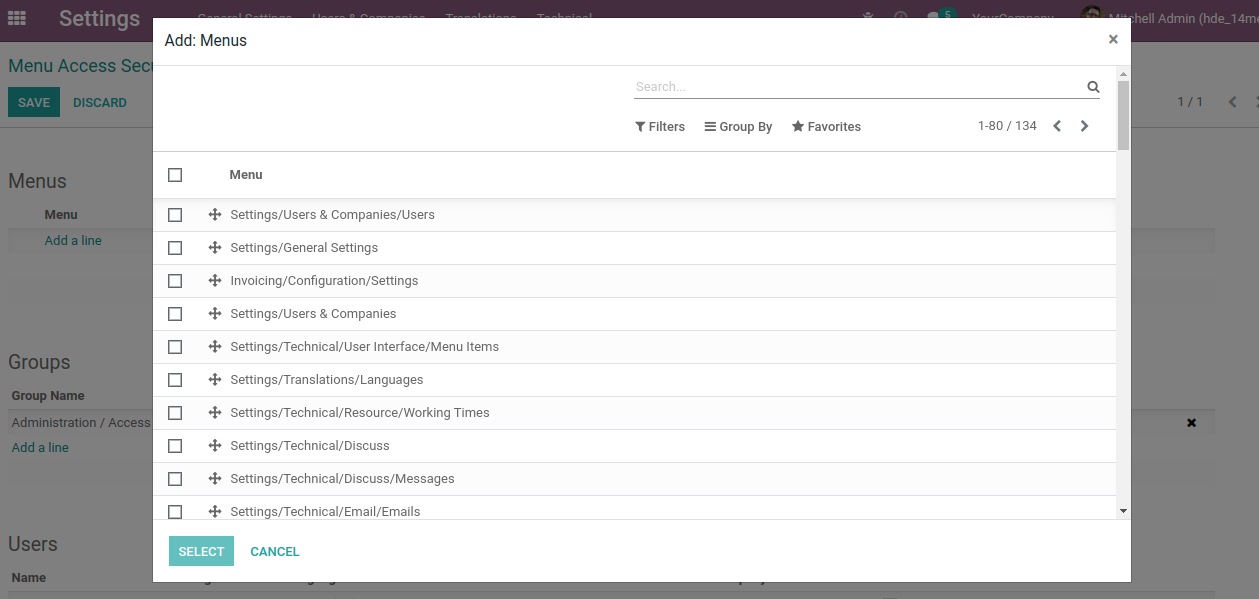 Settings General Settings Users & Companies Translations Technical 5 YourCompany Mitchell Admin (hde_14m
Add: Menus ×
Menu Access Secu
SAVE DISCARD
1 / 1
Search...
Filters Group By Favorites 1-80 / 134
Menus
Menu
Add a line
Menu
Settings/Users & Companies/Users
Settings/General Settings
Invoicing/Configuration/Settings
Settings/Users & Companies
Settings/Technical/User Interface/Menu Items
Settings/Translations/Languages
Settings/Technical/Resource/Working Times
Settings/Technical/Discuss
Settings/Technical/Discuss/Messages
Settings/Technical/Email/Emails
Groups
Group Name
Administration / Access
Add a line
SELECT CANCEL
Users
Name